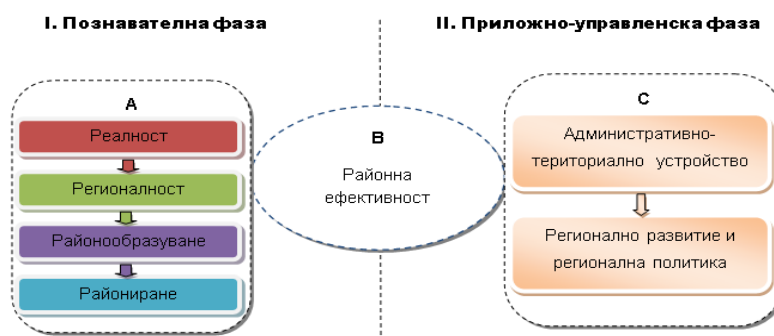 I. Познавателна фаза
II. Приложно-управленска фаза
A
Реалност
Регионалност
Районообразуване
Райониране
B
Районна
ефективност
C
Административно-
териториално устройство
Регионално развитие и
регионална политика